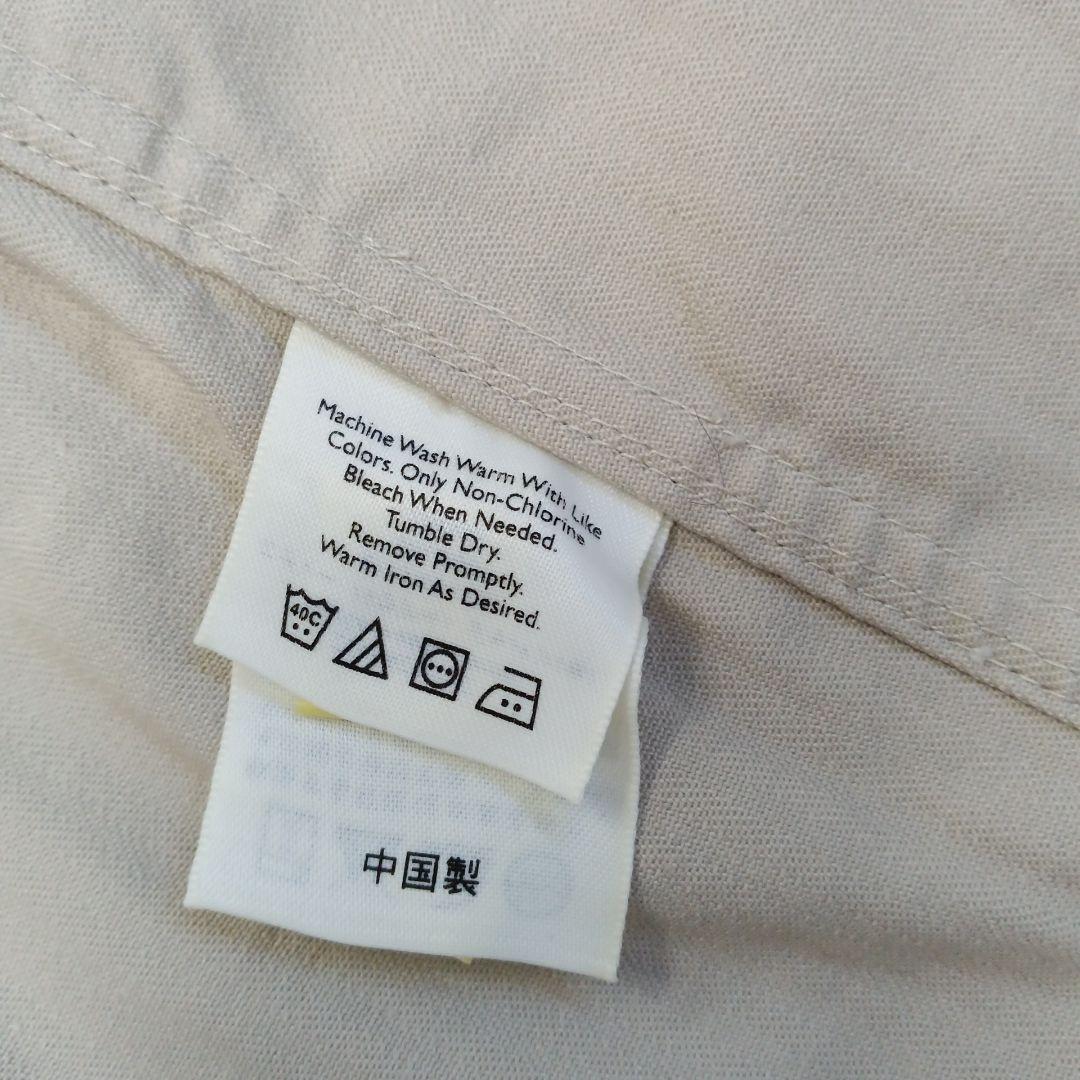 Machine Wash Warm With Like
Colors. Only Non-Chlorine
Bleach When Needed.
Tumble Dry.
Remove Promptly.
Warm Iron As Desired.
40C
中国製